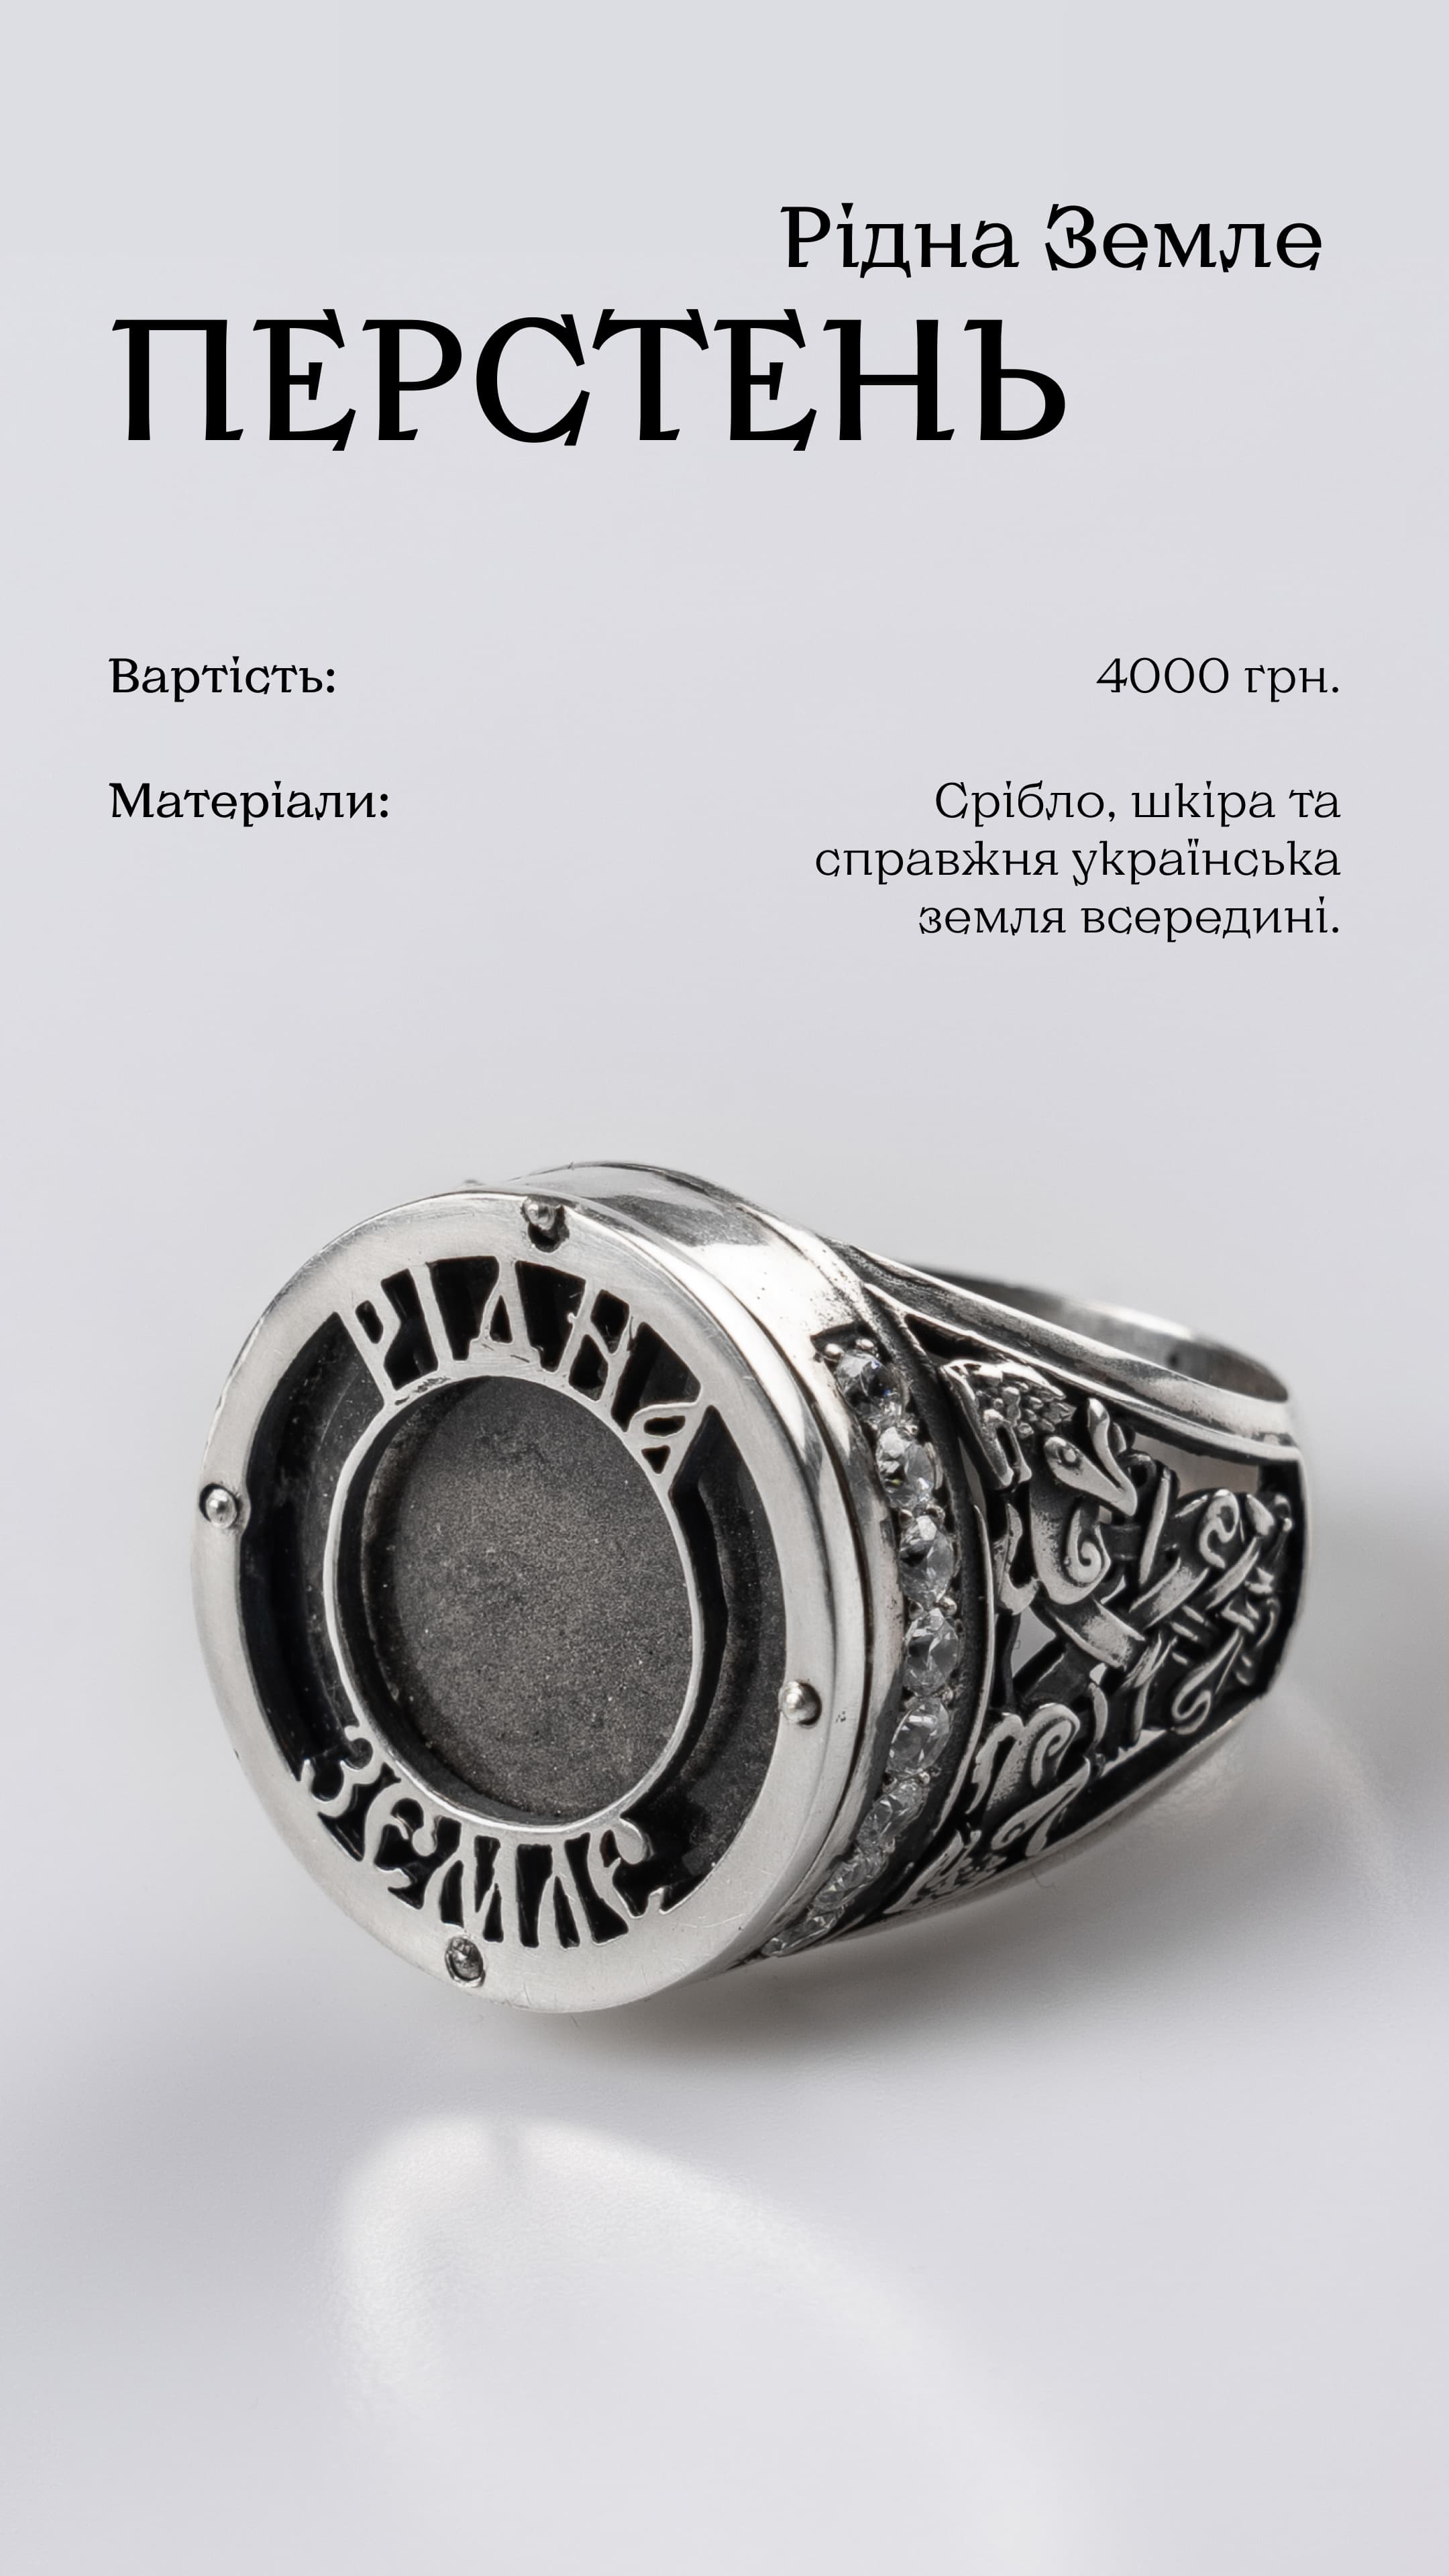 Рідна Земле
ПЕРСТЕНЬ
Вартість: 4000 грн.
Матеріали: Срібло, шкіра та
справжня українська
земля всередині.
РІДНА
ЗЕМЛЕ